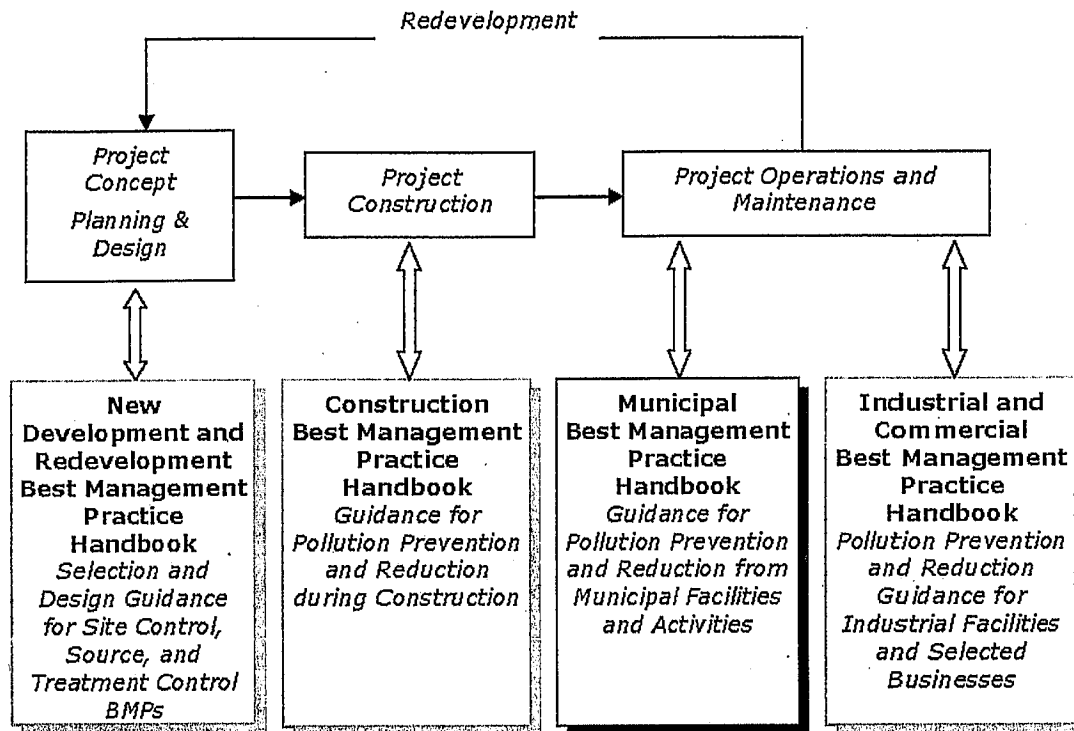 Redevelopment
Project
Concept
Planning &
Design
Project
Construction
Project Operations and
Maintenance
New
Development and
Redevelopment
Best Management
Practice
Handbook
Selection and
Design Guidance
for Site Control,
Source, and
Treatment Control
BMPs
Construction
Best Management
Practice
Handbook
Guidance for
Pollution Prevention
and Reduction
during Construction
Municipal
Best Management
Practice
Handbook
Guidance for
Pollution Prevention
and Reduction from
Municipal Facilities
and Activities
Industrial and
Commercial
Best Management
Practice
Handbook
Pollution Prevention
and Reduction
Guidance for
Industrial Facilities
and Selected
Businesses